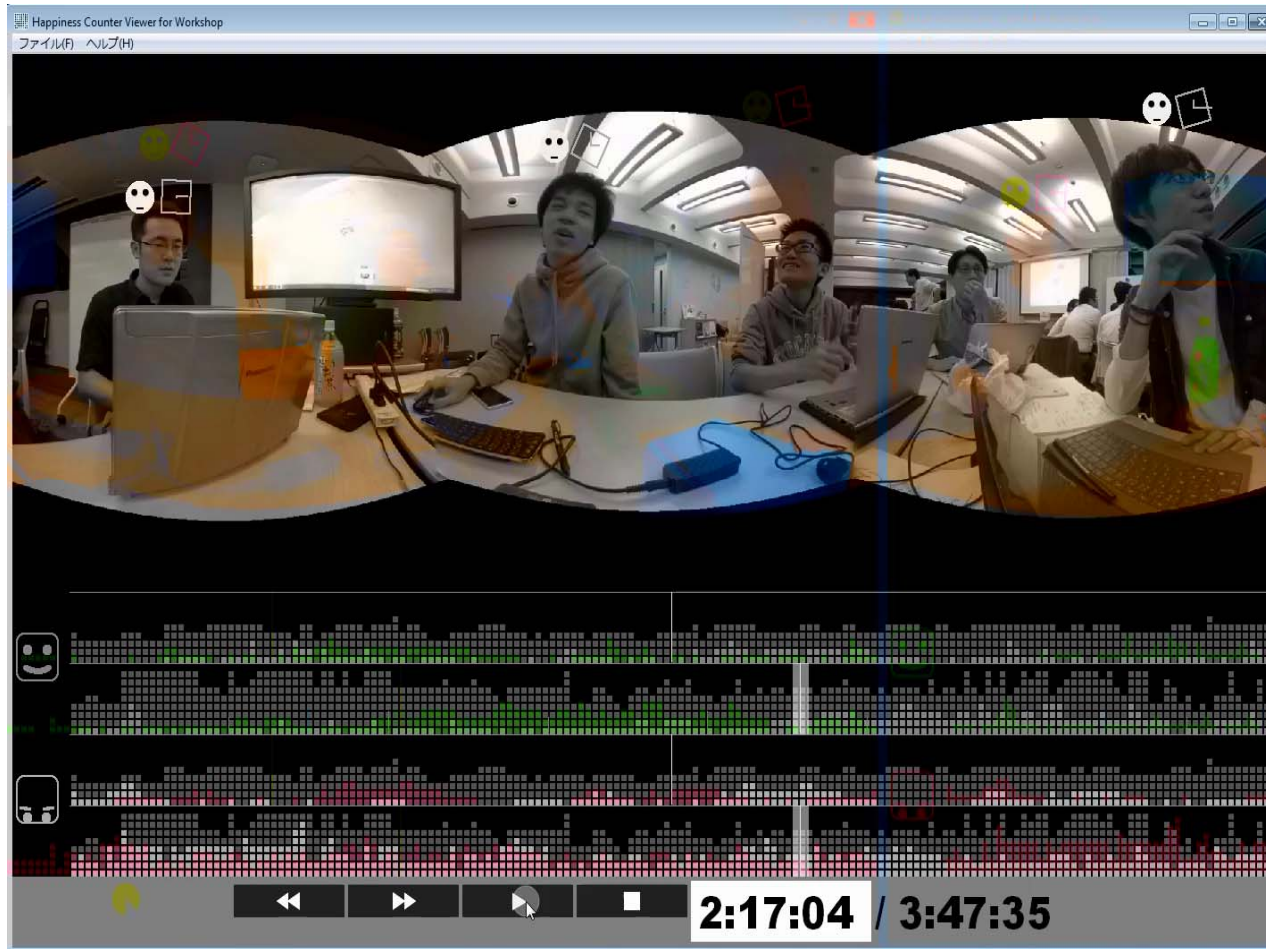 Happiness Counter Viewer for Workshop
ファイル(F) ヘルプ(H)
2:17:04 / 3:47:35